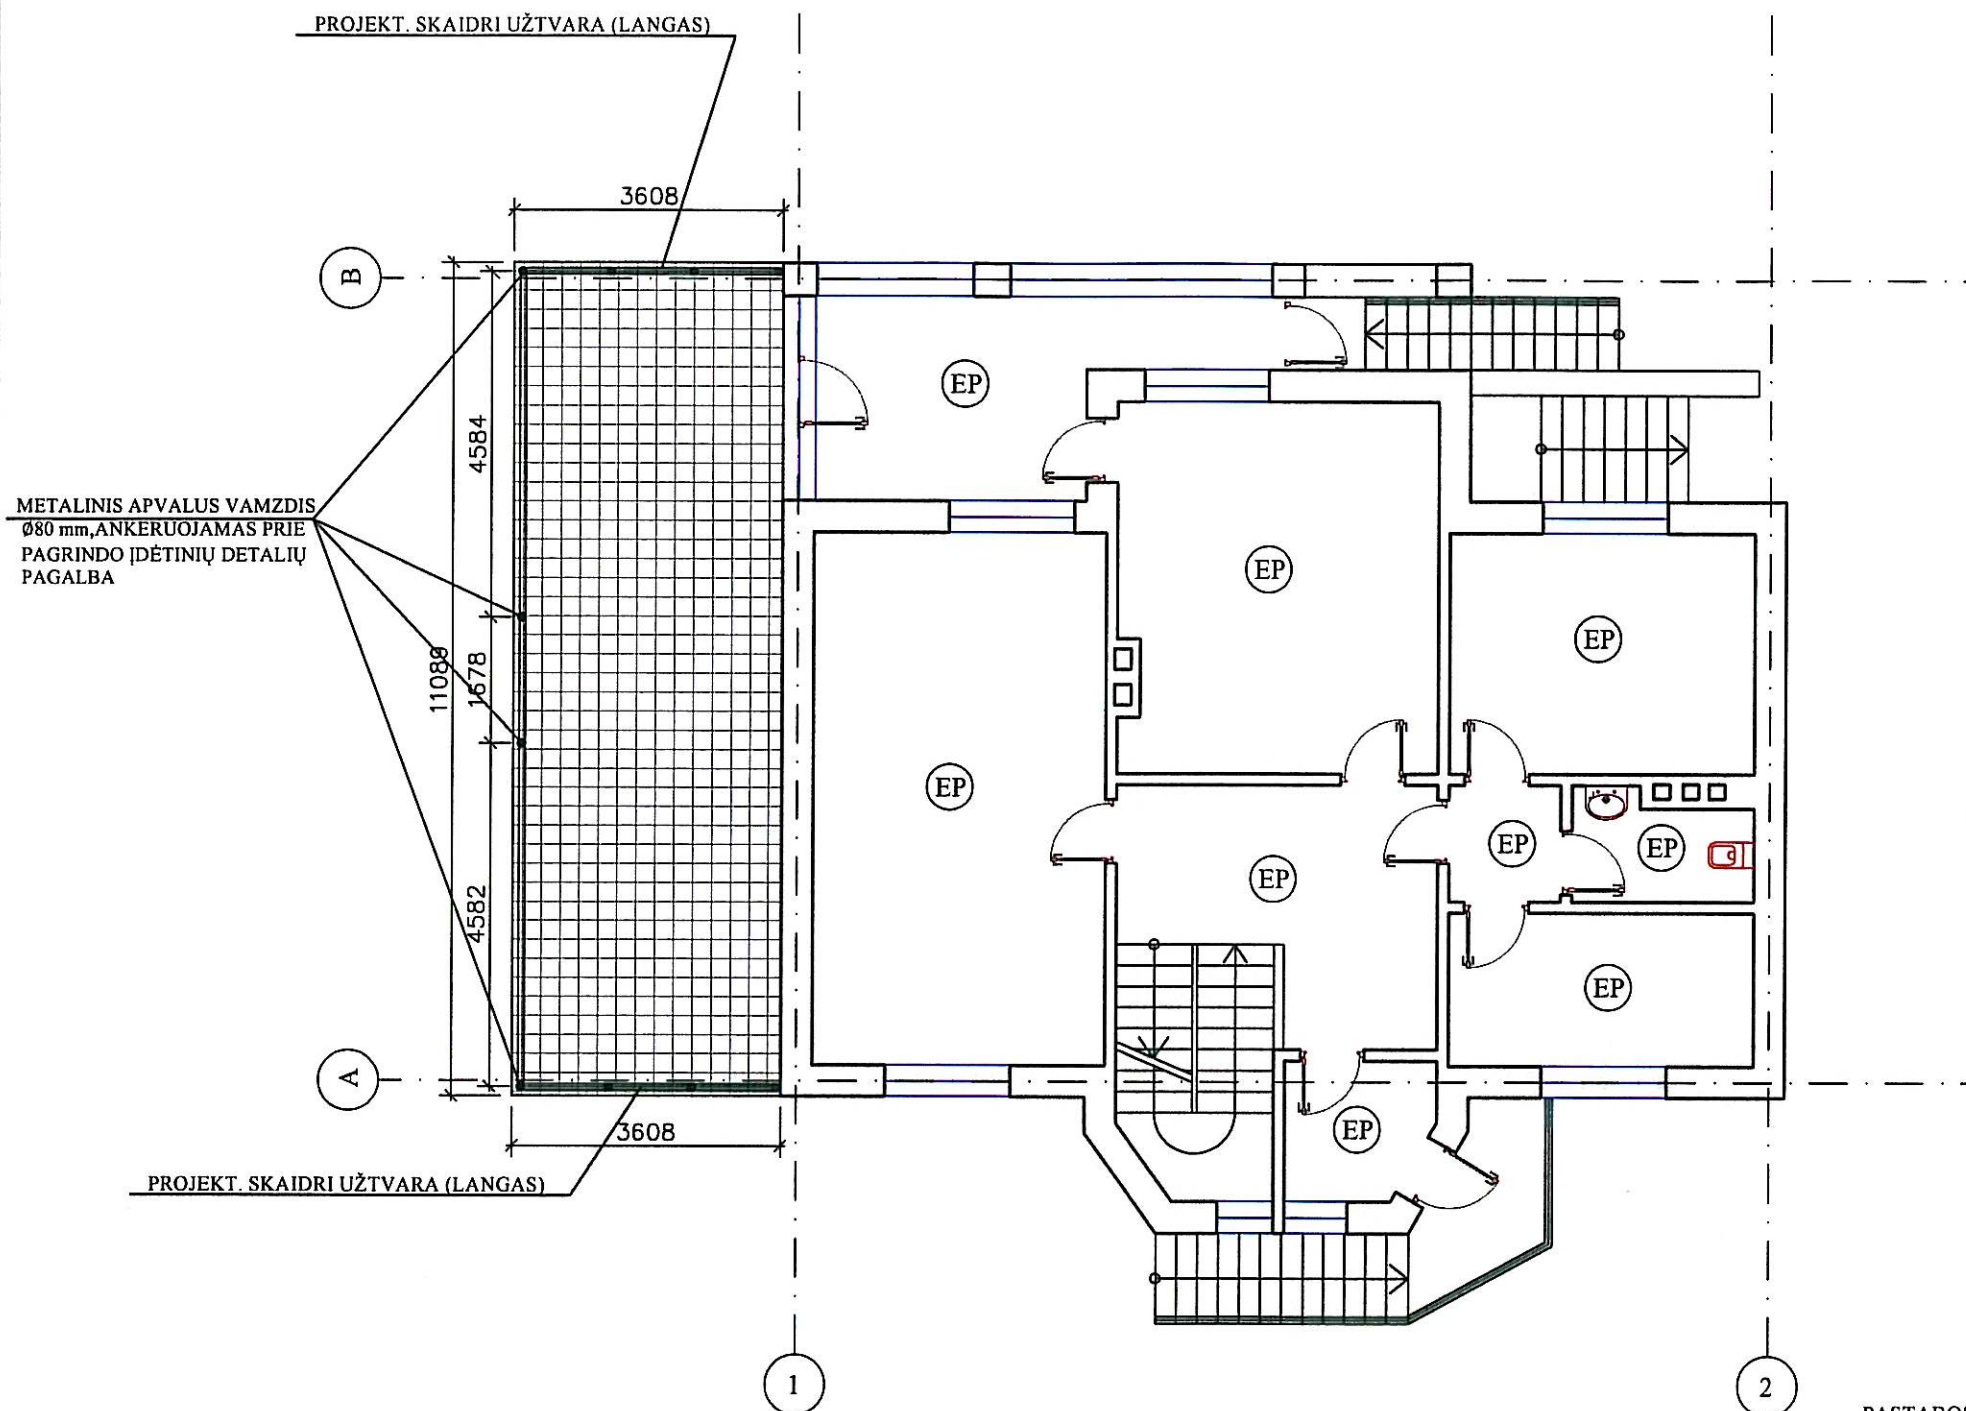 PROJEKT. SKAIDRI UŽTVARA (LANGAS)
3608
B
EP
4584
METALINIS APVALUS VAMZDIS
Ø80 mm,ANKERUOJAMAS PRIE
PAGRINDO ĮDĖTINIŲ DETALIŲ
PAGALBA
EP
EP
11089
1678
EP
EP
EP
EP
4582
EP
A
3608
EP
PROJEKT. SKAIDRI UŽTVARA (LANGAS)
1
2